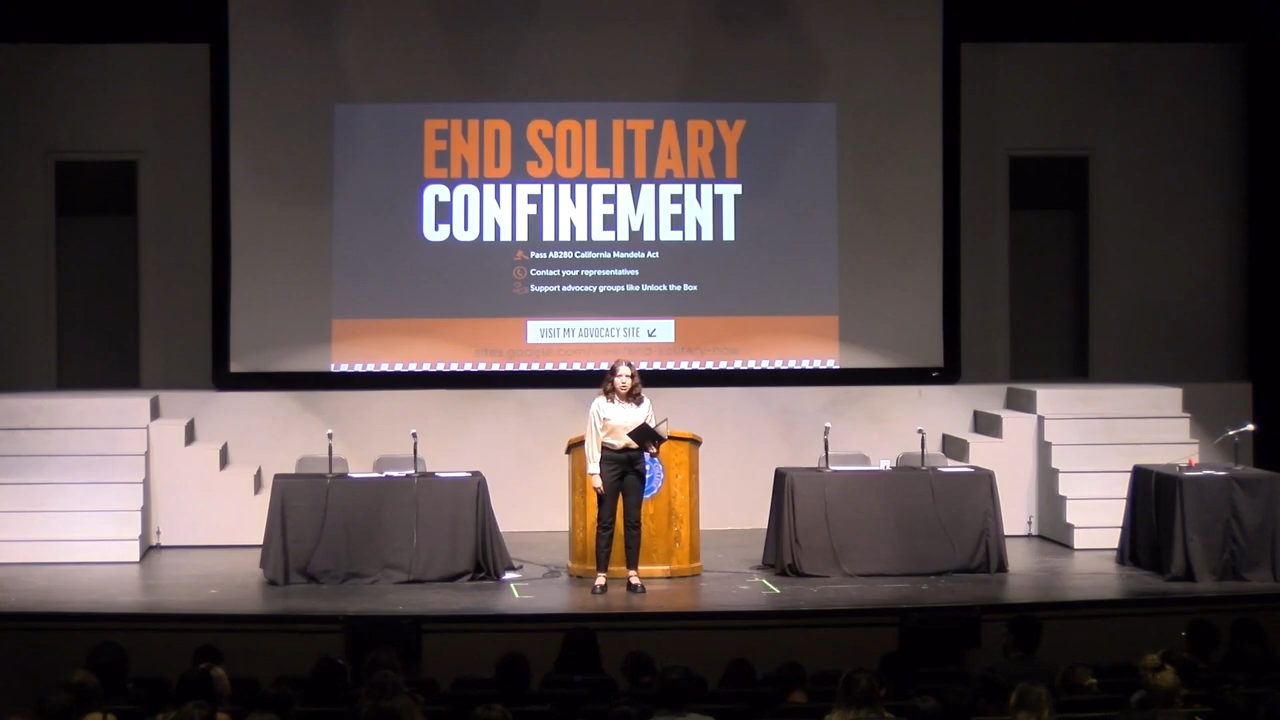 END SOLITARY
CONFINEMENT
Pass AB280 California Mandela Act
Contact your representatives
Support advocacy groups like Unlock the Box
VISIT MY ADVOCACY SITE